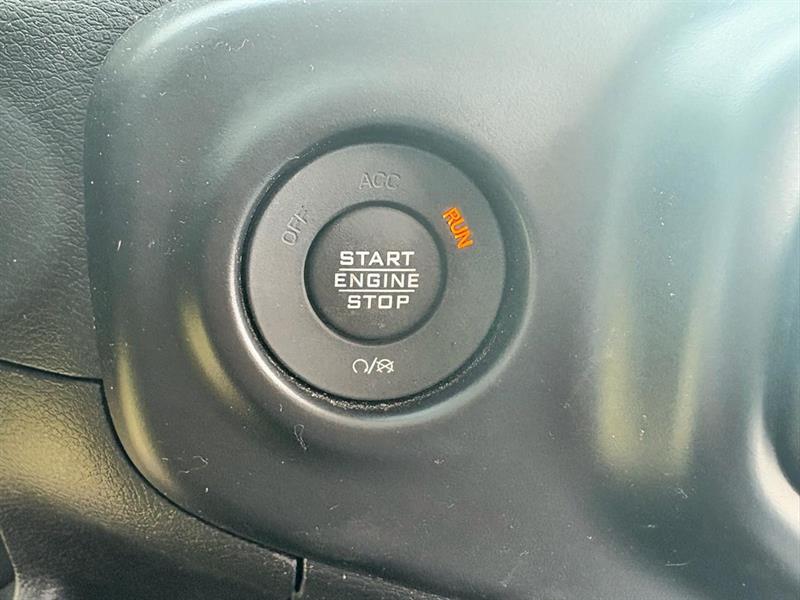 ACC
OFF
RUN
START
ENGINE
STOP